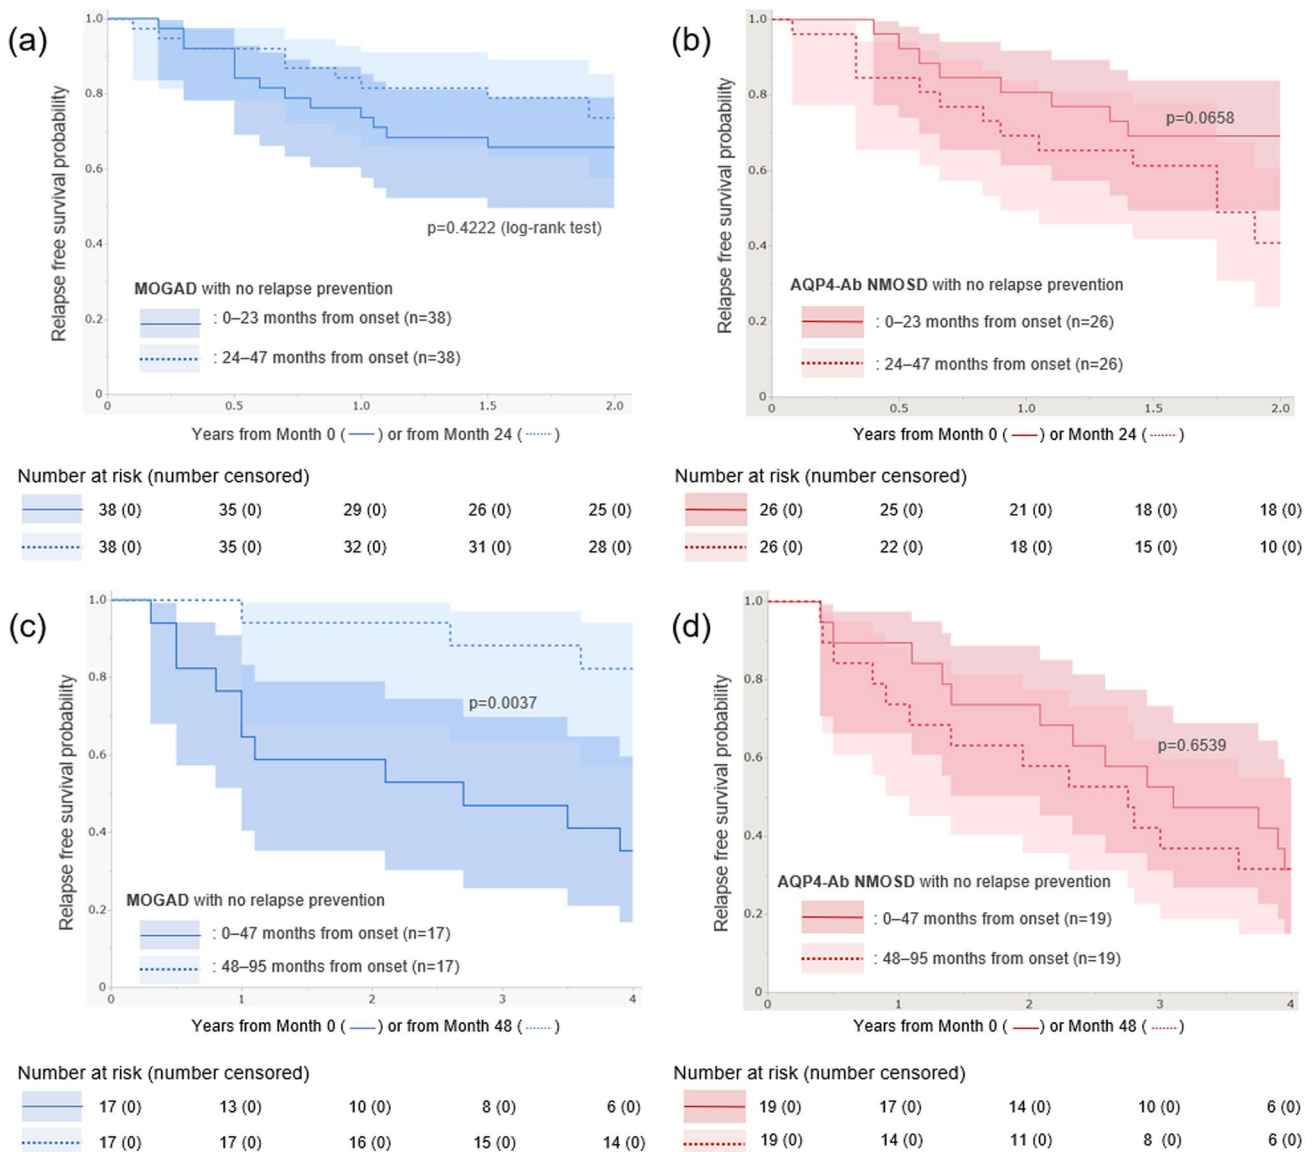 (a)
Relapse free survival probability
1.0
0.8
0.6
0.4
0.2
0
p=0.4222 (log-rank test)
MOGAD with no relapse prevention
: 0–23 months from onset (n=38)
: 24–47 months from onset (n=38)
0 0.5 1.0 1.5 2.0
Years from Month 0 ( ) or from Month 24 ( )
Number at risk (number censored)
38 (0) 35 (0) 29 (0) 26 (0) 25 (0)
38 (0) 35 (0) 32 (0) 31 (0) 28 (0)
(b)
Relapse free survival probability
1.0
0.8
0.6
0.4
0.2
0
p=0.0658
AQP4-Ab NMOSD with no relapse prevention
: 0–23 months from onset (n=26)
: 24–47 months from onset (n=26)
0 0.5 1.0 1.5 2.0
Years from Month 0 ( ) or Month 24 ( )
Number at risk (number censored)
26 (0) 25 (0) 21 (0) 18 (0) 18 (0)
26 (0) 22 (0) 18 (0) 15 (0) 10 (0)
(c)
Relapse free survival probability
1.0
0.8
0.6
0.4
0.2
0
p=0.0037
MOGAD with no relapse prevention
: 0–47 months from onset (n=17)
: 48–95 months from onset (n=17)
0 1 2 3 4
Years from Month 0 ( ) or from Month 48 ( )
Number at risk (number censored)
17 (0) 13 (0) 10 (0) 8 (0) 6 (0)
17 (0) 17 (0) 16 (0) 15 (0) 14 (0)
(d)
Relapse free survival probability
1.0
0.8
0.6
0.4
0.2
0
p=0.6539
AQP4-Ab NMOSD with no relapse prevention
: 0–47 months from onset (n=19)
: 48–95 months from onset (n=19)
0 1 2 3 4
Years from Month 0 ( ) or Month 48 ( )
Number at risk (number censored)
19 (0) 17 (0) 14 (0) 10 (0) 6 (0)
19 (0) 14 (0) 11 (0) 8 (0) 6 (0)